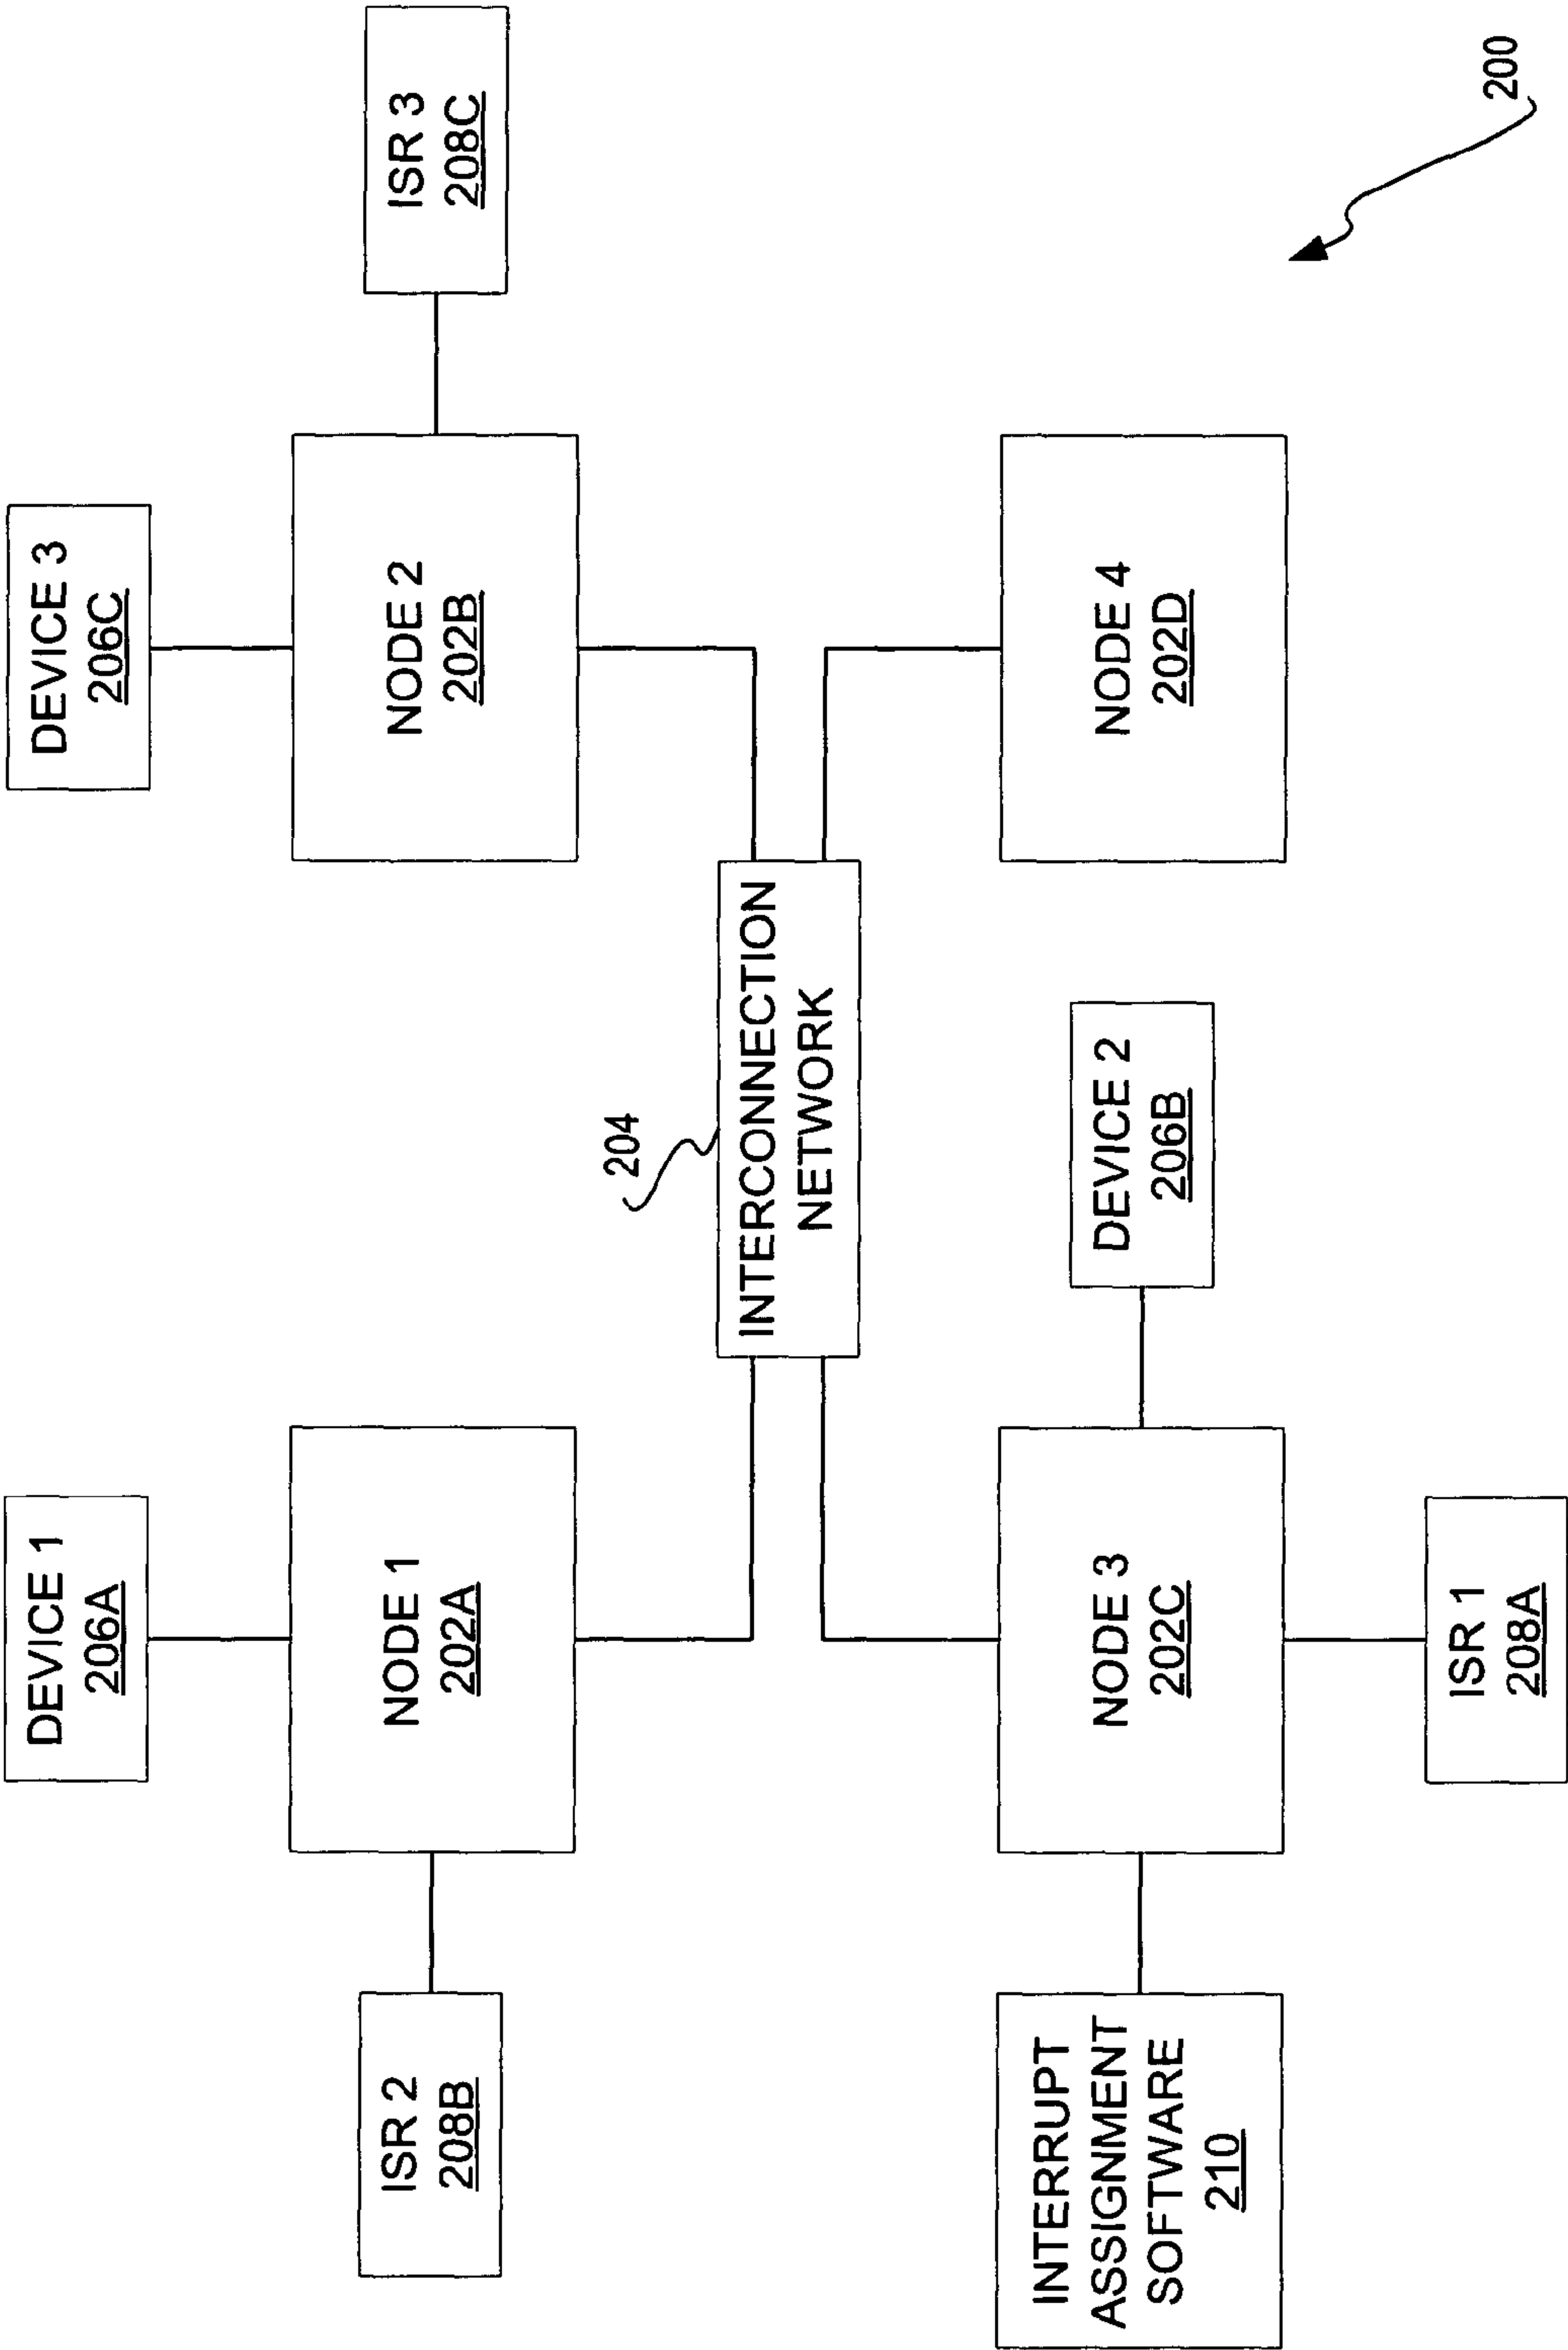 DEVICE 1
206A
DEVICE 3
206C
ISR 2
208B
NODE 1
202A
NODE 2
202B
ISR 3
208C
204
INTERCONNECTION
NETWORK
INTERRUPT
ASSIGNMENT
SOFTWARE
210
NODE 3
202C
DEVICE 2
206B
NODE 4
202D
ISR 1
208A
200